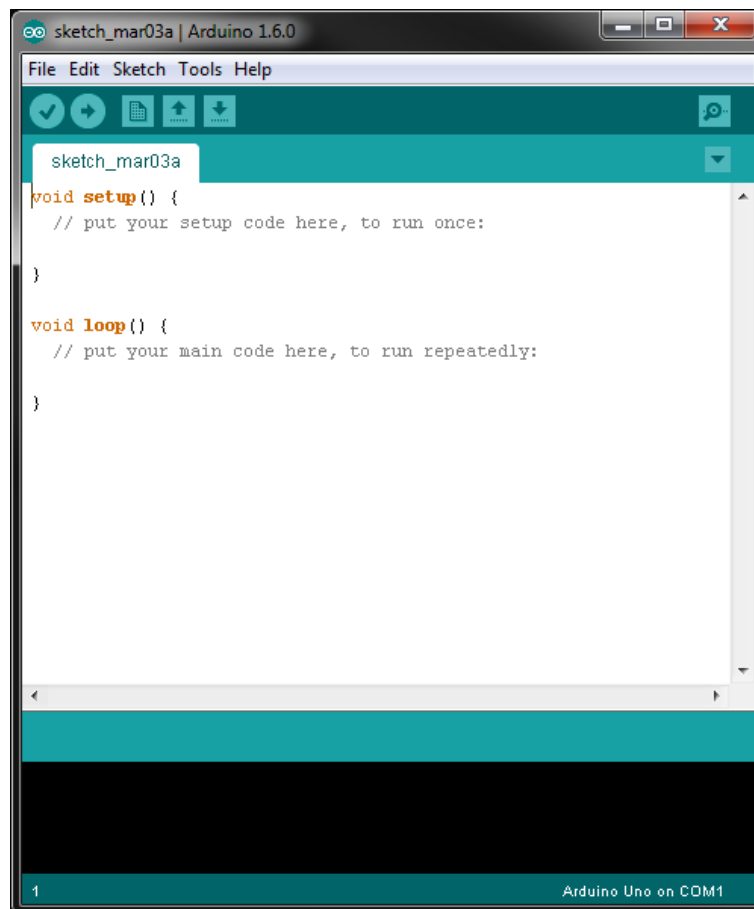 sketch_mar03a | Arduino 1.6.0
File Edit Sketch Tools Help
sketch_mar03a
void setup() {
  // put your setup code here, to run once:
}
void loop() {
  // put your main code here, to run repeatedly:
}
1 Arduino Uno on COM1